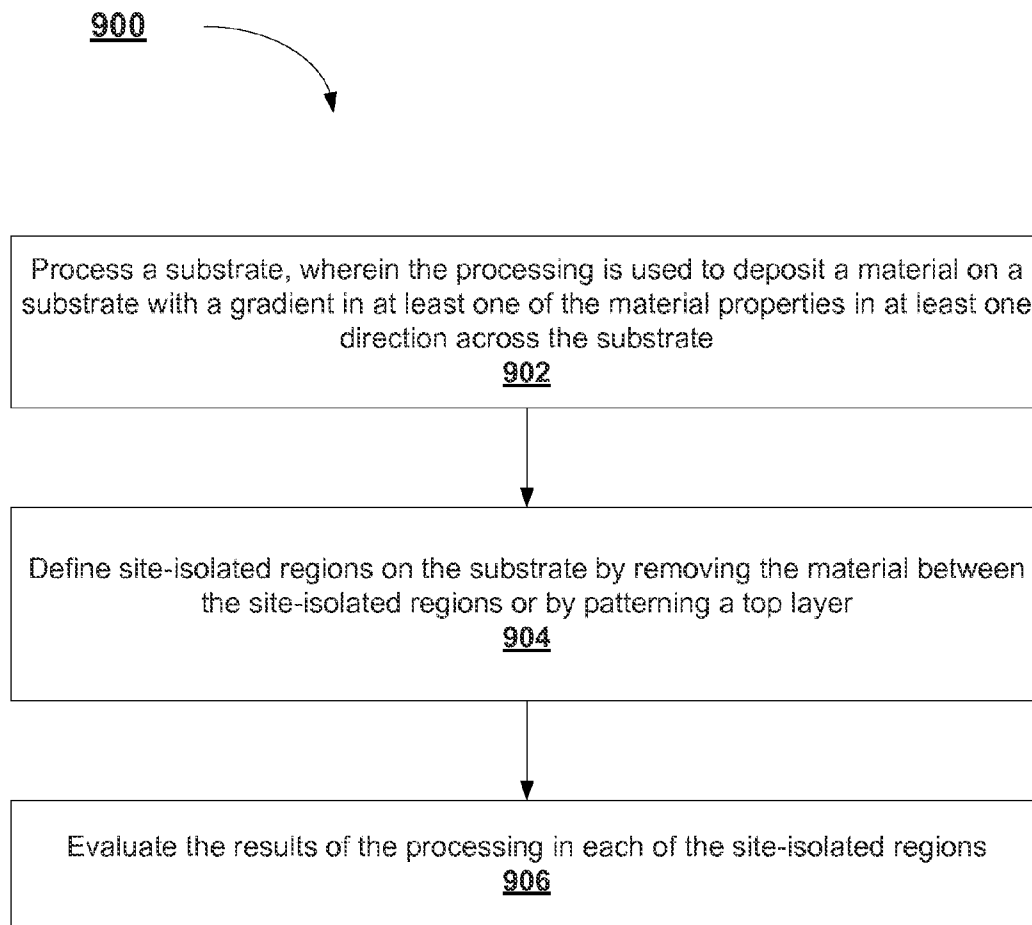 900
Process a substrate, wherein the processing is used to deposit a material on a
substrate with a gradient in at least one of the material properties in at least one
direction across the substrate
902
Define site-isolated regions on the substrate by removing the material between
the site-isolated regions or by patterning a top layer
904
Evaluate the results of the processing in each of the site-isolated regions
906